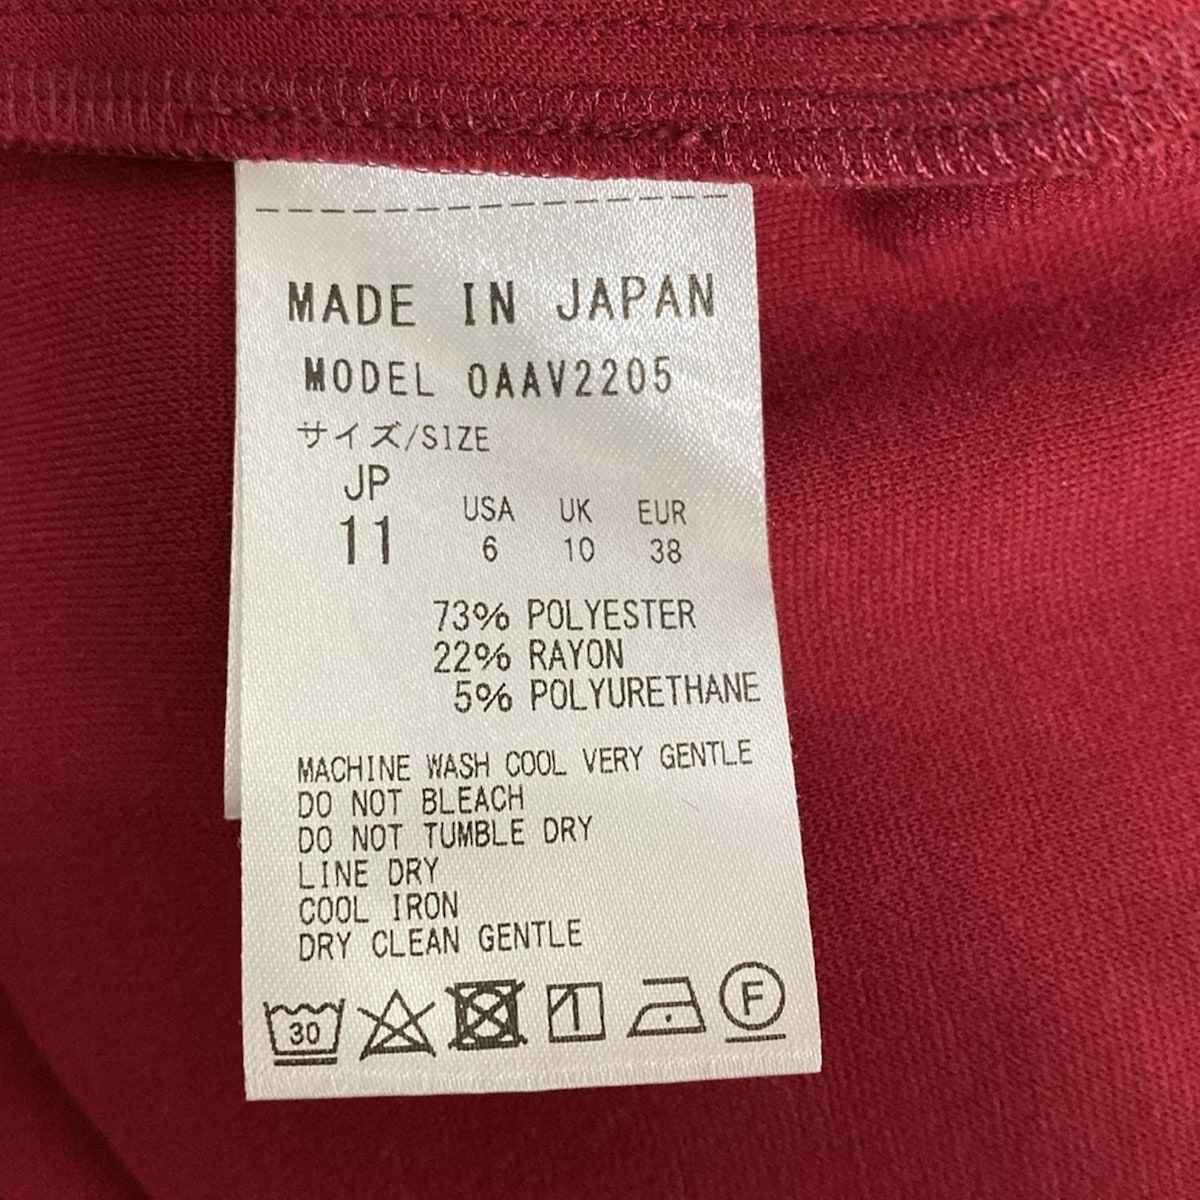 MADE IN JAPAN
MODEL 0AAV2205
サイズ/SIZE
JP USA UK EUR
11 6 10 38
73% POLYESTER
22% RAYON
5% POLYURETHANE
MACHINE WASH COOL VERY GENTLE
DO NOT BLEACH
DO NOT TUMBLE DRY
LINE DRY
COOL IRON
DRY CLEAN GENTLE
30 F